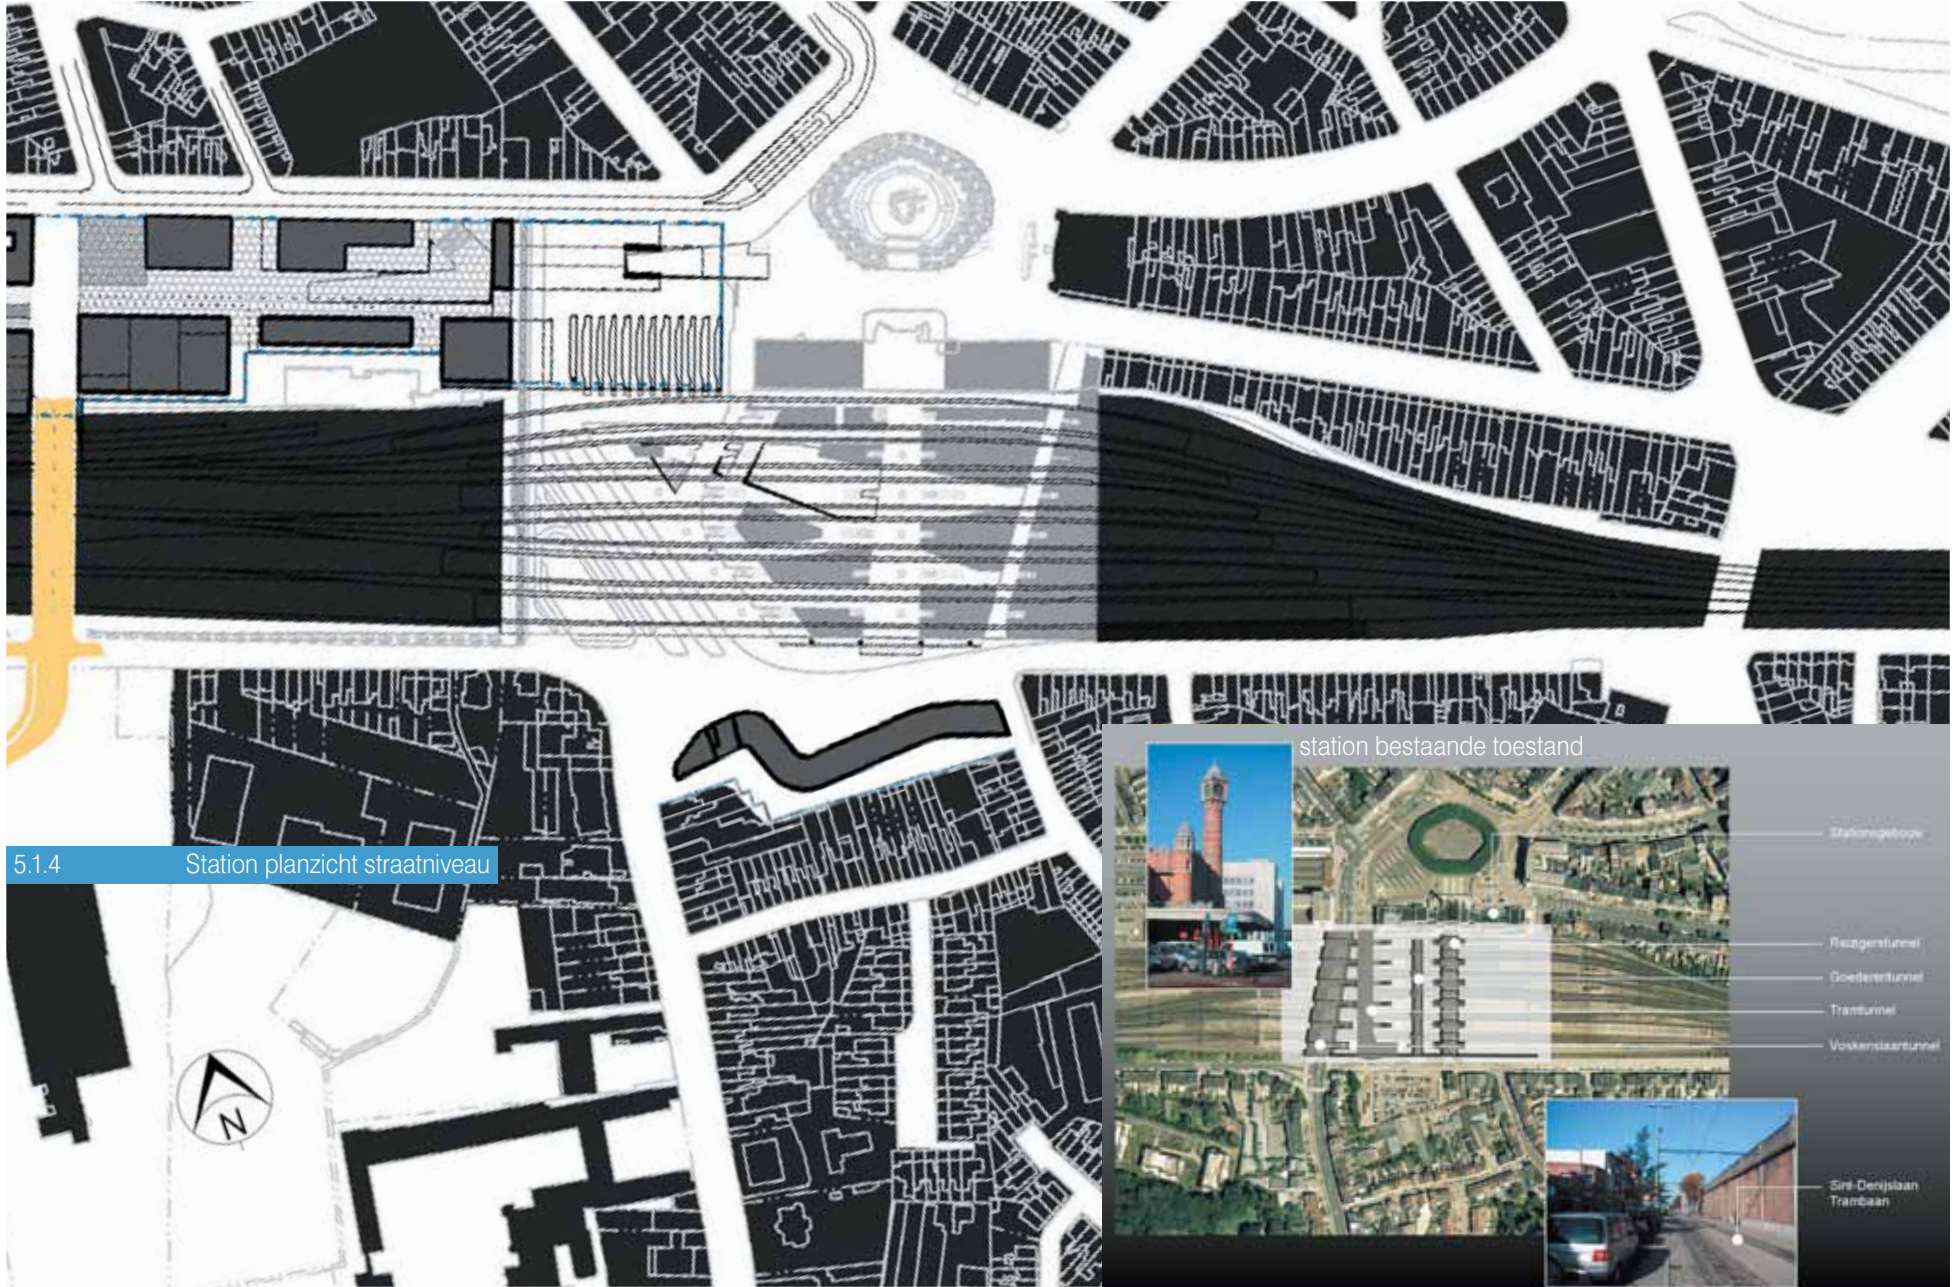 station bestaande toestand
Stationsgebouw
Reizigerstunnel
Goederentunnel
Tramtunnel
Voskenslaantunnel
5.1.4 Station planzicht straatniveau
N
Sint-Denijslaan
Trambaan